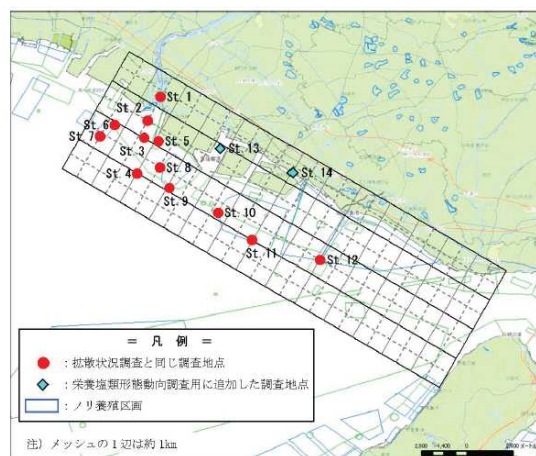 St. 1
St. 2
St. 6
St. 7
St. 3
St. 5
St. 13
St. 8
St. 4
St. 14
St. 9
St. 10
St. 11
St. 12
= 凡 例 =
:拡散状況調査と同じ調査地点
:栄養塩類形態動向調査用に追加した調査地点
:ノリ養殖区画
注) メッシュの1辺は約1km